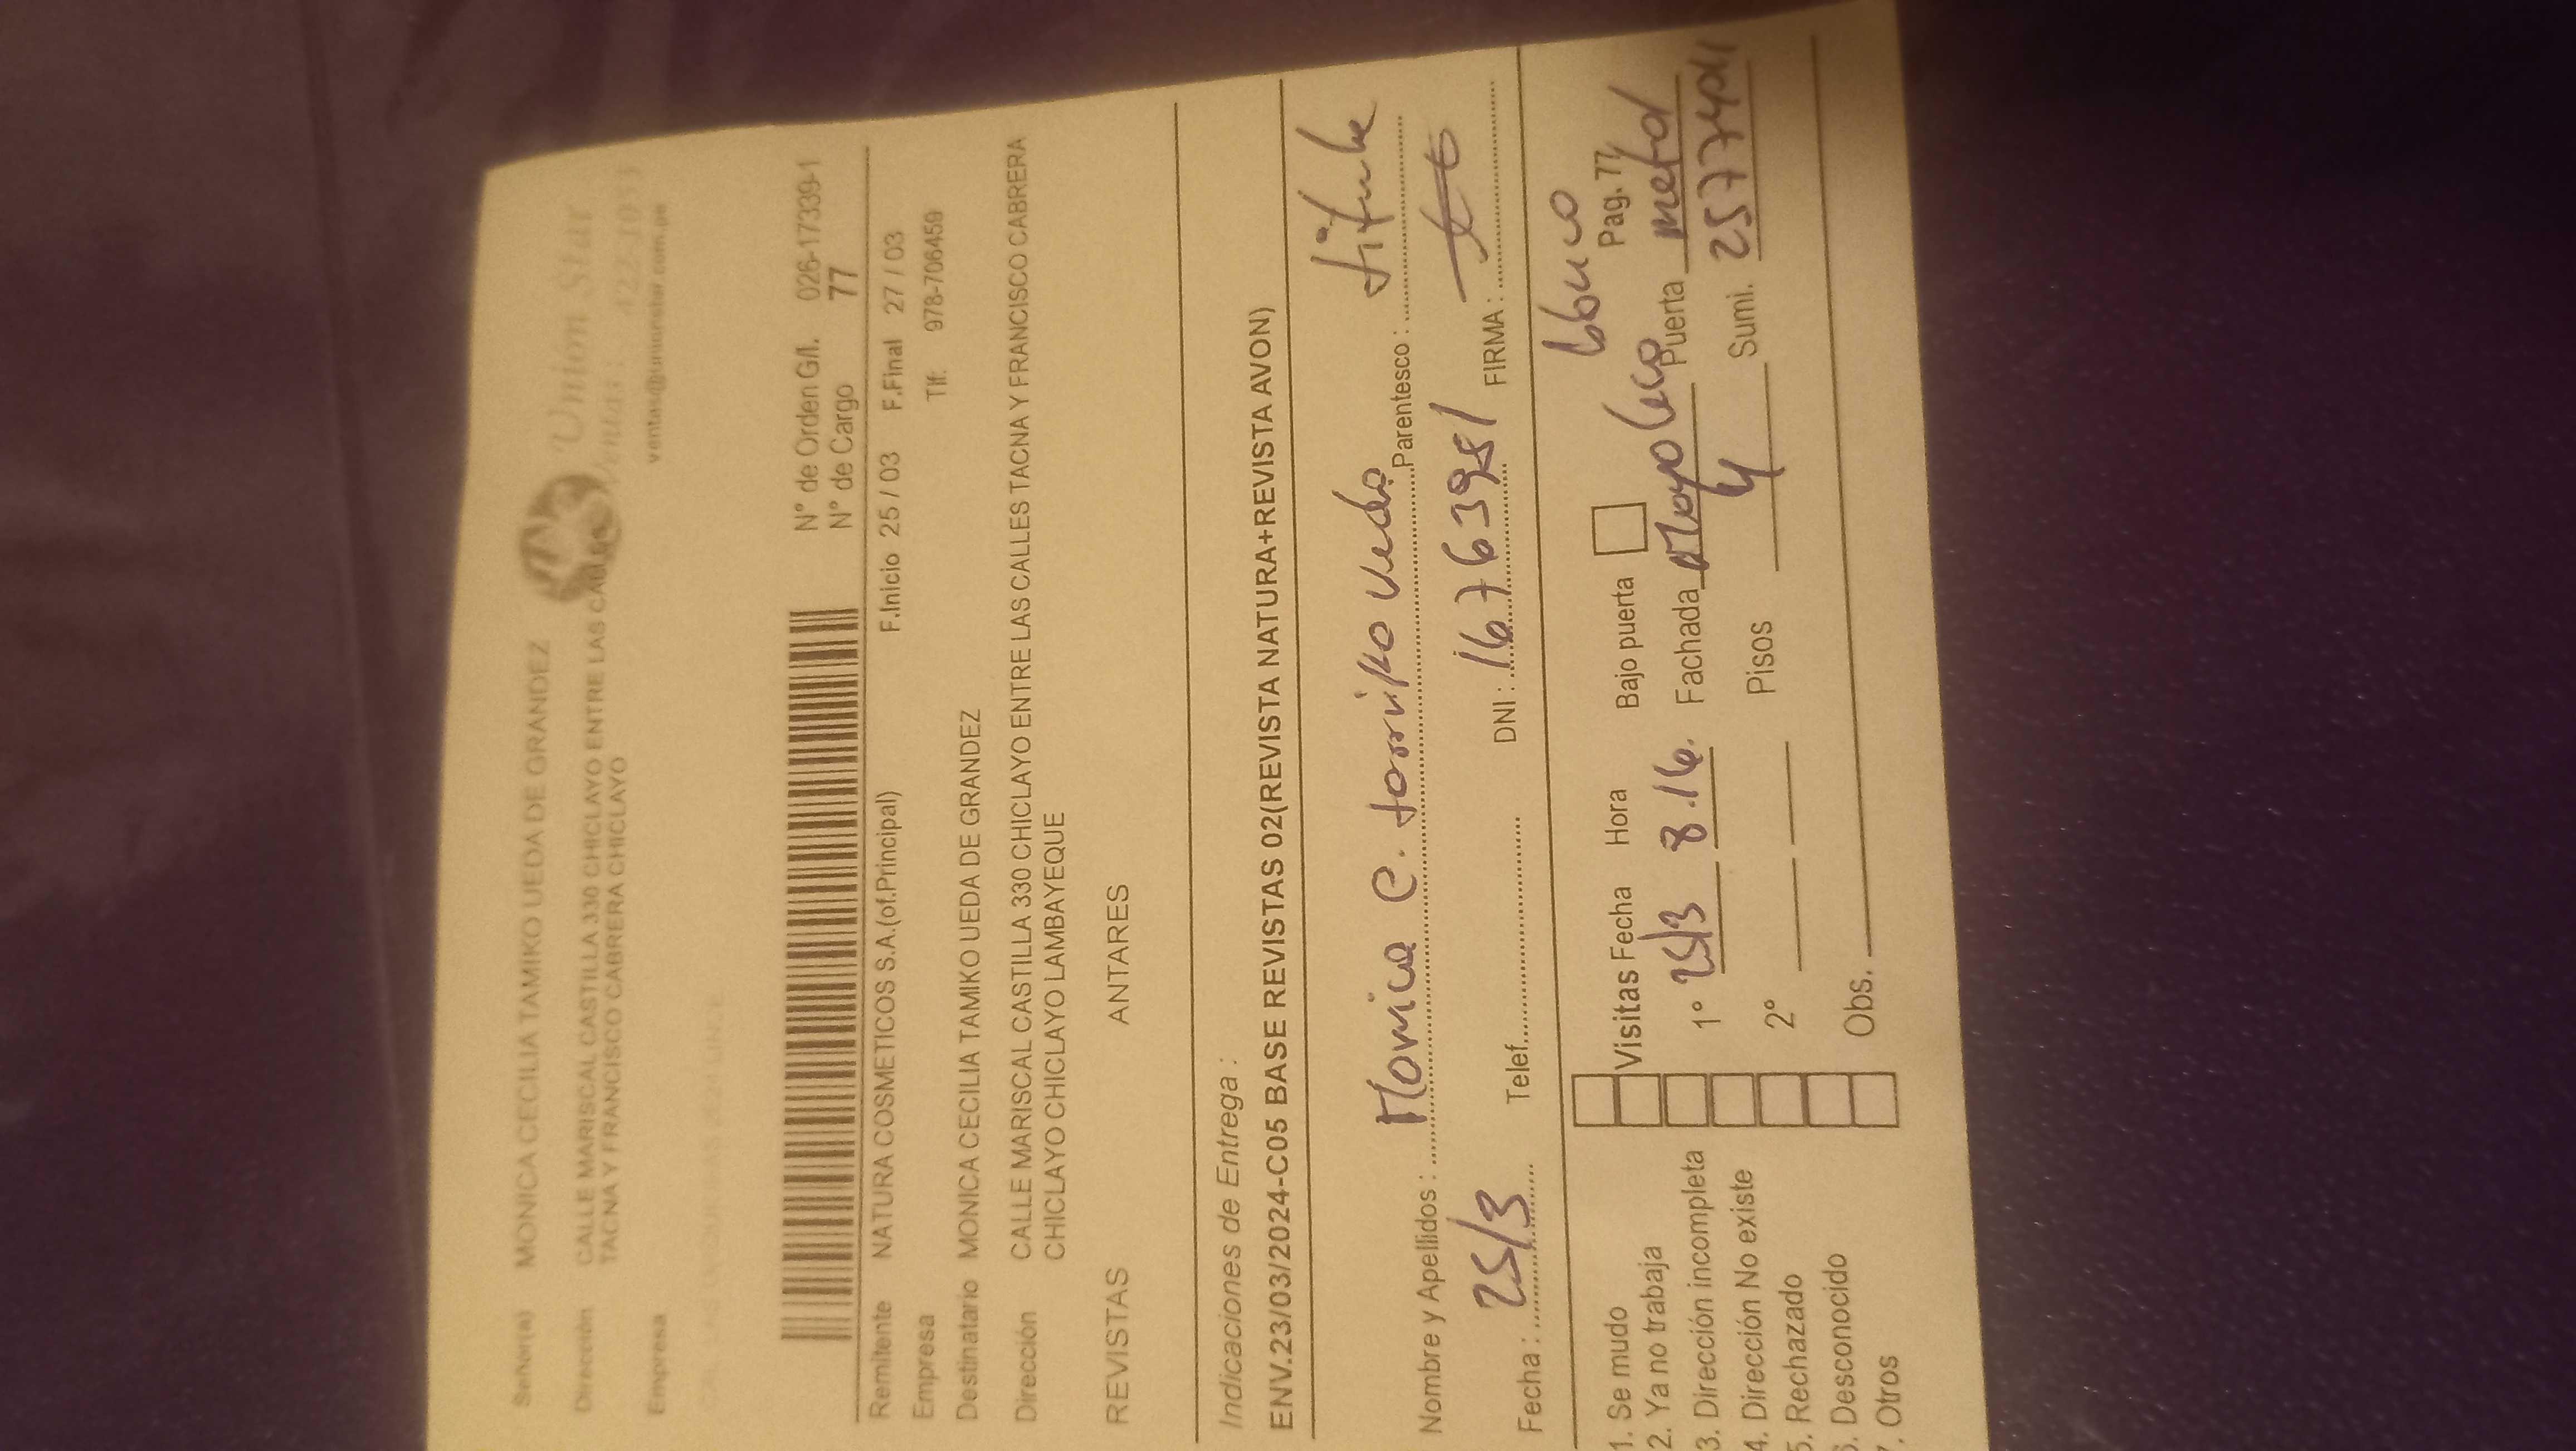 Señor(a) MONICA CECILIA TAMIKO UEDA DE GRANDEZ
Union Star
Dirección CALLE MARISCAL CASTILLA 330 CHICLAYO ENTRE LAS CALLES
TACNA Y FRANCISCO CABRERA CHICLAYO
ventas@unionstar.com.pe
Empresa
N° de Orden G/l. 026-17339-1
N° de Cargo 77
Remitente NATURA COSMETICOS S.A.(of.Principal) F.Inicio 25 / 03 F.Final 27 / 03
Empresa Tlf: 978-706459
Destinatario MONICA CECILIA TAMIKO UEDA DE GRANDEZ
Dirección CALLE MARISCAL CASTILLA 330 CHICLAYO ENTRE LAS CALLES TACNA Y FRANCISCO CABRERA
CHICLAYO CHICLAYO LAMBAYEQUE
REVISTAS ANTARES
Indicaciones de Entrega :
ENV.23/03/2024-C05 BASE REVISTAS 02(REVISTA NATURA+REVISTA AVON)
Nombre y Apellidos : Monica C. Parentesco :
Fecha : 25/3 Telef. DNI : 16763951 FIRMA :
1. Se mudo
2. Ya no trabaja
3. Dirección incompleta
4. Dirección No existe
5. Rechazado
6. Desconocido
7. Otros
Visitas Fecha Hora Bajo puerta Pag. 77
1° 25/3 8.16. Fachada Puerta metal
2° Pisos 4 Sumi.
Obs.